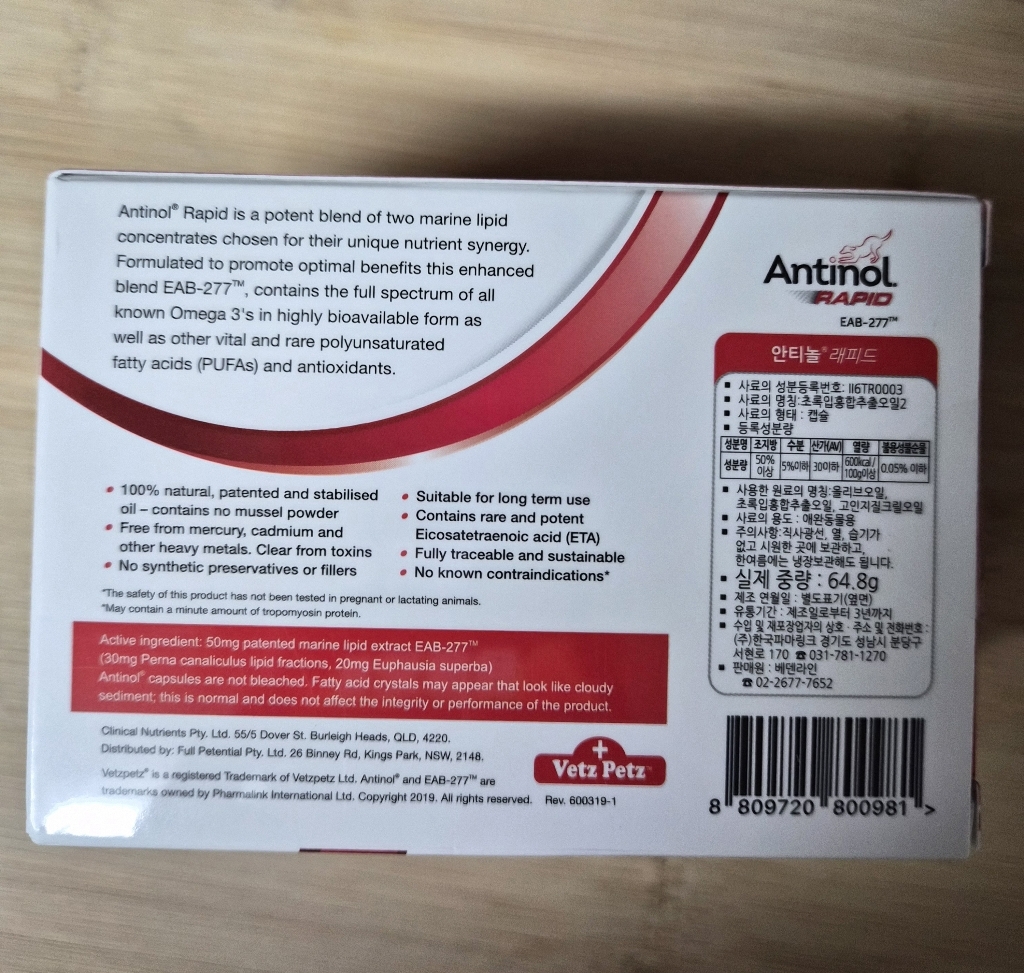 Antinol® Rapid is a potent blend of two marine lipid
concentrates chosen for their unique nutrient synergy.
Formulated to promote optimal benefits this enhanced
blend EAB-277™, contains the full spectrum of all
known Omega 3's in highly bioavailable form as
well as other vital and rare polyunsaturated
fatty acids (PUFAs) and antioxidants.
• 100% natural, patented and stabilised
oil – contains no mussel powder
• Free from mercury, cadmium and
other heavy metals. Clear from toxins
• No synthetic preservatives or fillers
• Suitable for long term use
• Contains rare and potent
Eicosatetraenoic acid (ETA)
• Fully traceable and sustainable
• No known contraindications*
*The safety of this product has not been tested in pregnant or lactating animals.
*May contain a minute amount of tropomyosin protein.
Active ingredient: 50mg patented marine lipid extract EAB-277™
(30mg Perna canaliculus lipid fractions, 20mg Euphausia superba)
Antinol® capsules are not bleached. Fatty acid crystals may appear that look like cloudy
sediment; this is normal and does not affect the integrity or performance of the product.
Clinical Nutrients Pty. Ltd. 55/5 Dover St. Burleigh Heads, QLD, 4220.
Distributed by: Full Petential Pty. Ltd. 26 Binney Rd, Kings Park, NSW, 2148.
Vetzpetz® is a registered Trademark of Vetzpetz Ltd. Antinol® and EAB-277™ are
trademarks owned by Pharmalink International Ltd. Copyright 2019. All rights reserved. Rev. 600319-1
Vetz Petz™
Antinol®
RAPID
EAB-277™
안티놀® 래피드
▪ 사료의 성분등록번호: II6TR0003
▪ 사료의 명칭:초록입홍합추출오일2
▪ 사료의 형태 : 캡슐
▪ 등록성분량
성분명 조지방 수분 산가(AV) 열량 불용성불순물
성분량 50% 이상 5%이하 30이하 600kcal/100g이상 0.05% 이하
▪ 사용한 원료의 명칭:올리브오일,
초록입홍합추출오일, 고인지질크릴오일
▪ 사료의 용도 : 애완동물용
▪ 주의사항:직사광선, 열, 습기가
없고 시원한 곳에 보관하고,
한여름에는 냉장보관해도 됩니다.
▪ 실제 중량 : 64.8g
▪ 제조 연월일 : 별도표기(옆면)
▪ 유통기간 : 제조일로부터 3년까지
▪ 수입 및 재포장업자의 상호·주소 및 전화번호 :
(주)한국파마링크 경기도 성남시 분당구
서현로 170 ☎ 031-781-1270
▪ 판매원 : 베덴라인
☎ 02-2677-7652
8 809720 800981 >